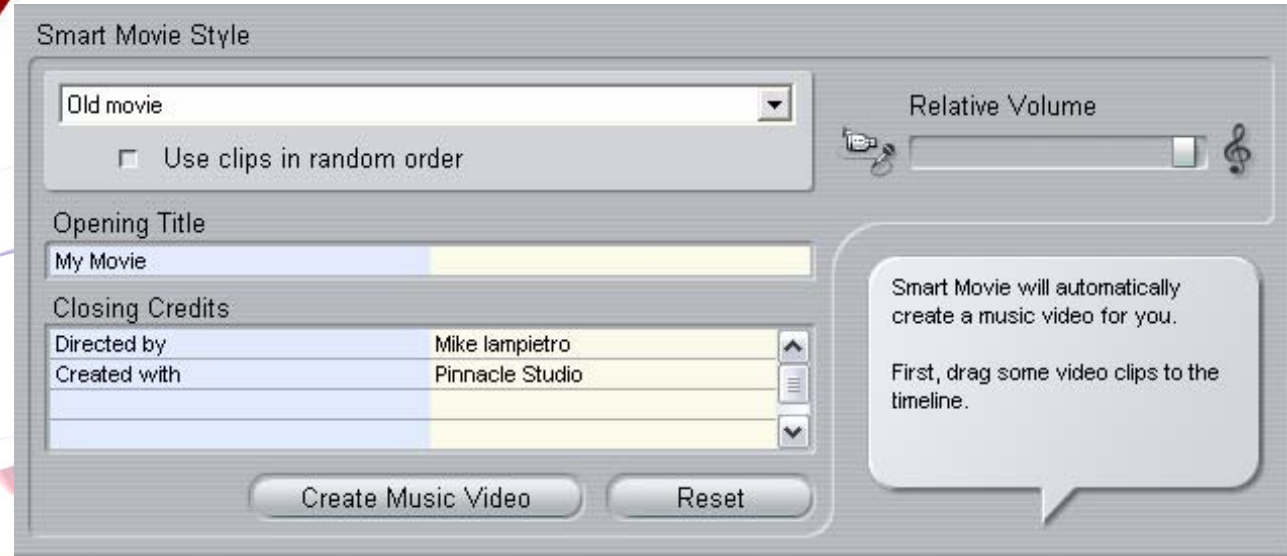 Smart Movie Style
Old movie
Use clips in random order
Relative Volume
Opening Title
My Movie
Closing Credits
Directed by Mike Iampietro
Created with Pinnacle Studio
Create Music Video Reset
Smart Movie will automatically
create a music video for you.
First, drag some video clips to the
timeline.